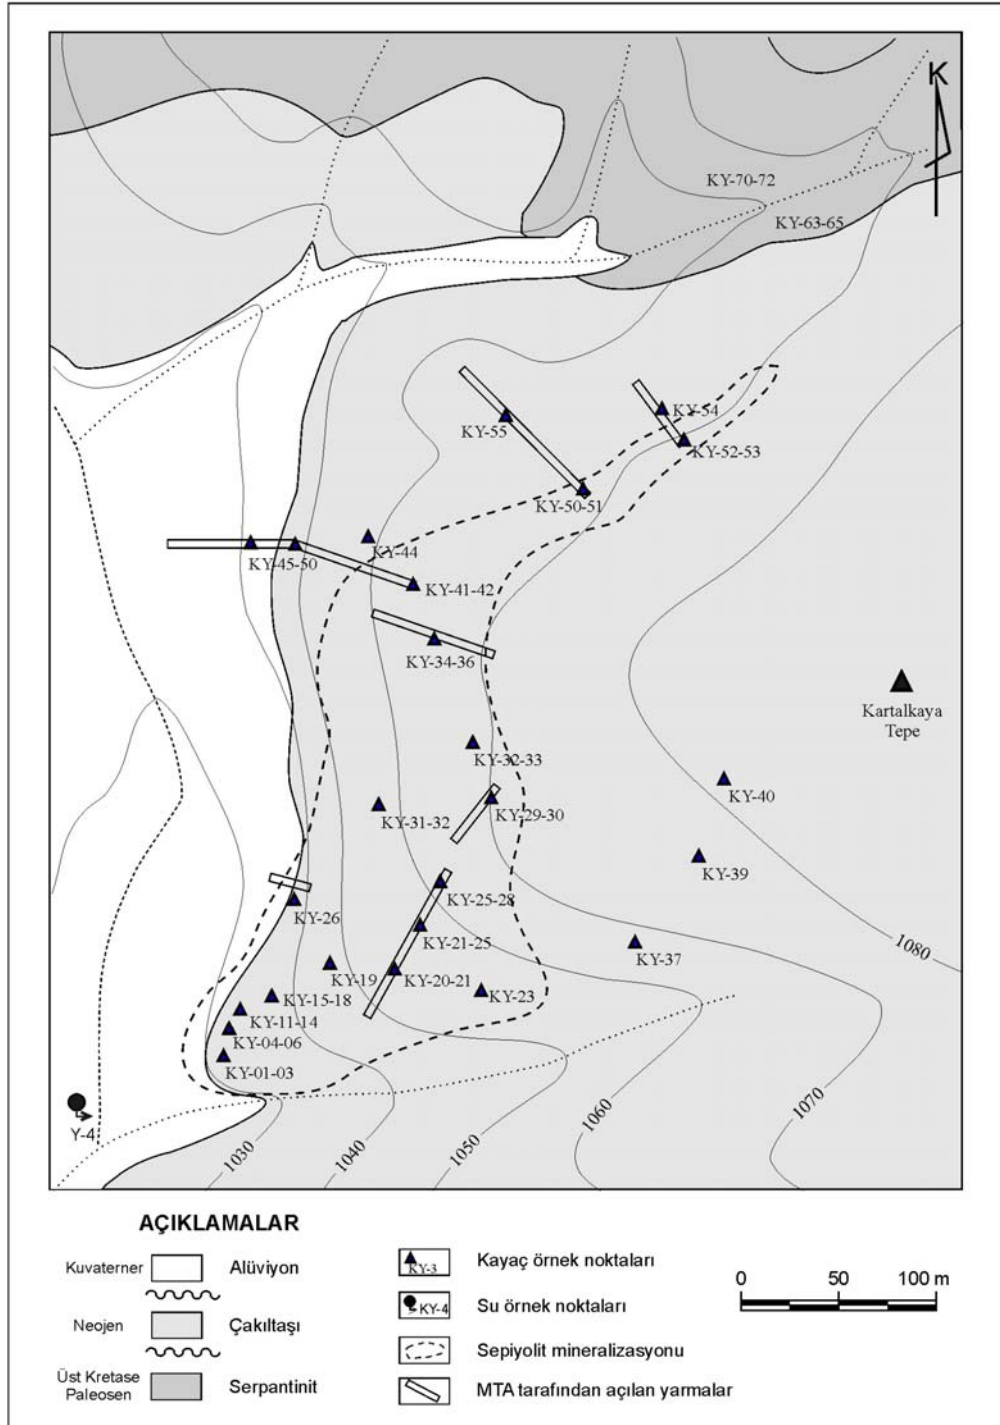 K
KY-70-72
KY-63-65
KY-54
KY-55
KY-52-53
KY-50-51
KY-44
KY-45-50
KY-41-42
KY-34-36
Kartalkaya
Tepe
KY-32-33
KY-40
KY-31-32
KY-29-30
KY-39
KY-25-28
KY-26
KY-21-25
KY-37
1080
KY-19
KY-20-21
KY-23
KY-15-18
KY-11-14
KY-04-06
KY-01-03
Y-4
1030
1040
1050
1060
1070
AÇIKLAMALAR
Kuvaterner
Alüviyon
Neojen
Çakıltaşı
Üst Kretase
Paleosen
Serpantinit
KY-3
Kayaç örnek noktaları
KY-4
Su örnek noktaları
Sepiyolit mineralizasyonu
MTA tarafından açılan yarmalar
0 50 100 m